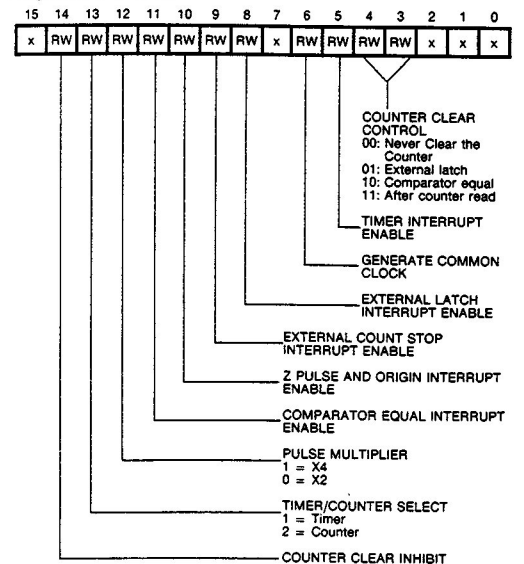 15 14 13 12 11 10 9 8 7 6 5 4 3 2 1 0
x RW RW RW RW RW RW RW x RW RW RW RW x x x
COUNTER CLEAR
CONTROL
00: Never Clear the
Counter
01: External latch
10: Comparator equal
11: After counter read
TIMER INTERRUPT
ENABLE
GENERATE COMMON
CLOCK
EXTERNAL LATCH
INTERRUPT ENABLE
EXTERNAL COUNT STOP
INTERRUPT ENABLE
Z PULSE AND ORIGIN INTERRUPT
ENABLE
COMPARATOR EQUAL INTERRUPT
ENABLE
PULSE MULTIPLIER
1 = X4
0 = X2
TIMER/COUNTER SELECT
1 = Timer
2 = Counter
COUNTER CLEAR INHIBIT